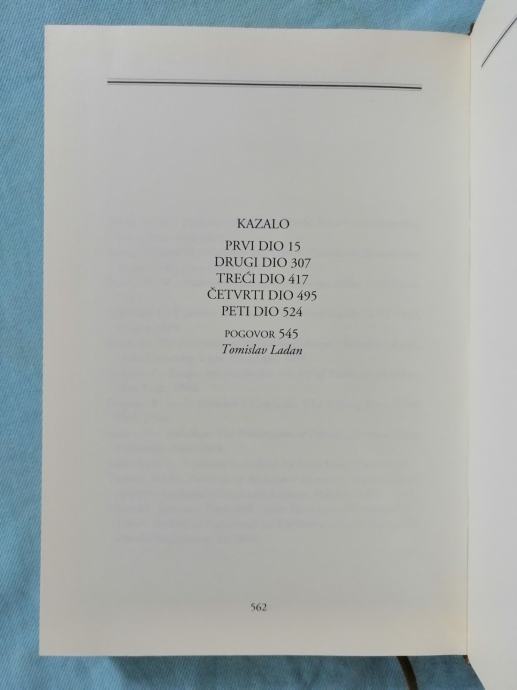 KAZALO
PRVI DIO 15
DRUGI DIO 307
TREĆI DIO 417
ČETVRTI DIO 495
PETI DIO 524
POGOVOR 545
Tomislav Ladan
562